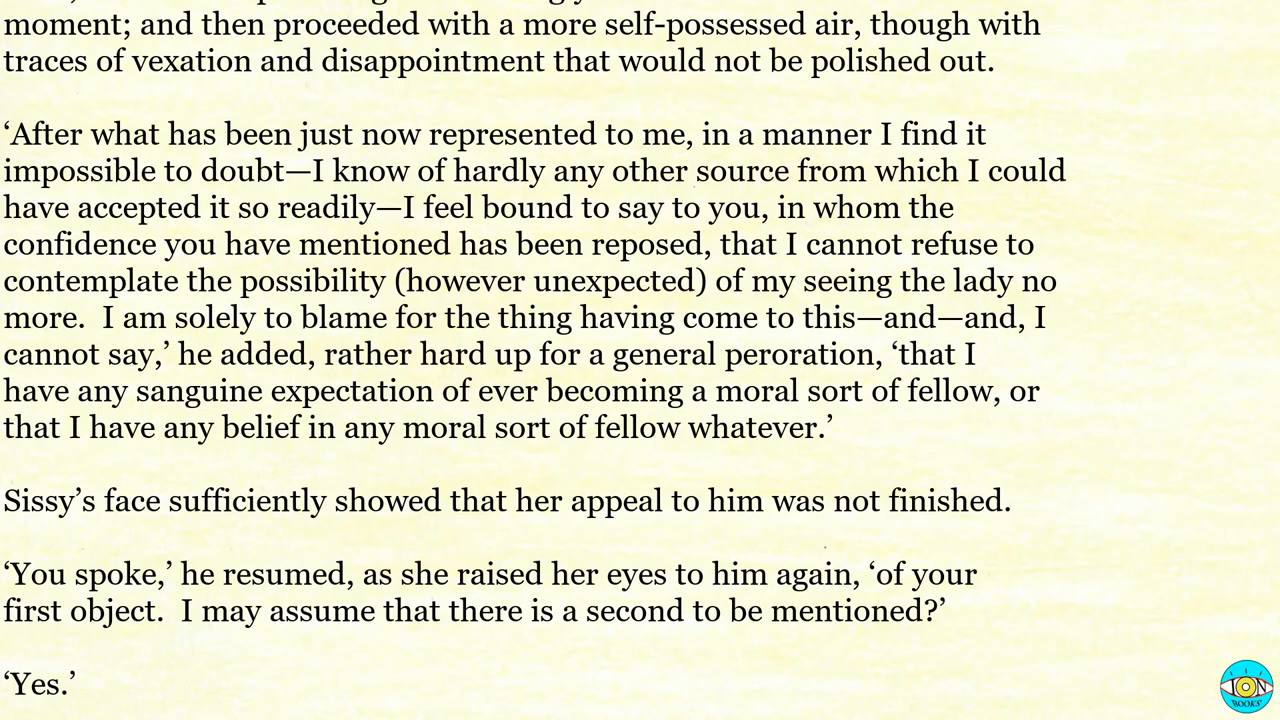 moment; and then proceeded with a more self-possessed air, though with
traces of vexation and disappointment that would not be polished out.
‘After what has been just now represented to me, in a manner I find it
impossible to doubt—I know of hardly any other source from which I could
have accepted it so readily—I feel bound to say to you, in whom the
confidence you have mentioned has been reposed, that I cannot refuse to
contemplate the possibility (however unexpected) of my seeing the lady no
more.  I am solely to blame for the thing having come to this—and—and, I
cannot say,’ he added, rather hard up for a general peroration, ‘that I
have any sanguine expectation of ever becoming a moral sort of fellow, or
that I have any belief in any moral sort of fellow whatever.’
Sissy’s face sufficiently showed that her appeal to him was not finished.
‘You spoke,’ he resumed, as she raised her eyes to him again, ‘of your
first object.  I may assume that there is a second to be mentioned?’
‘Yes.’
ION
BOOKS